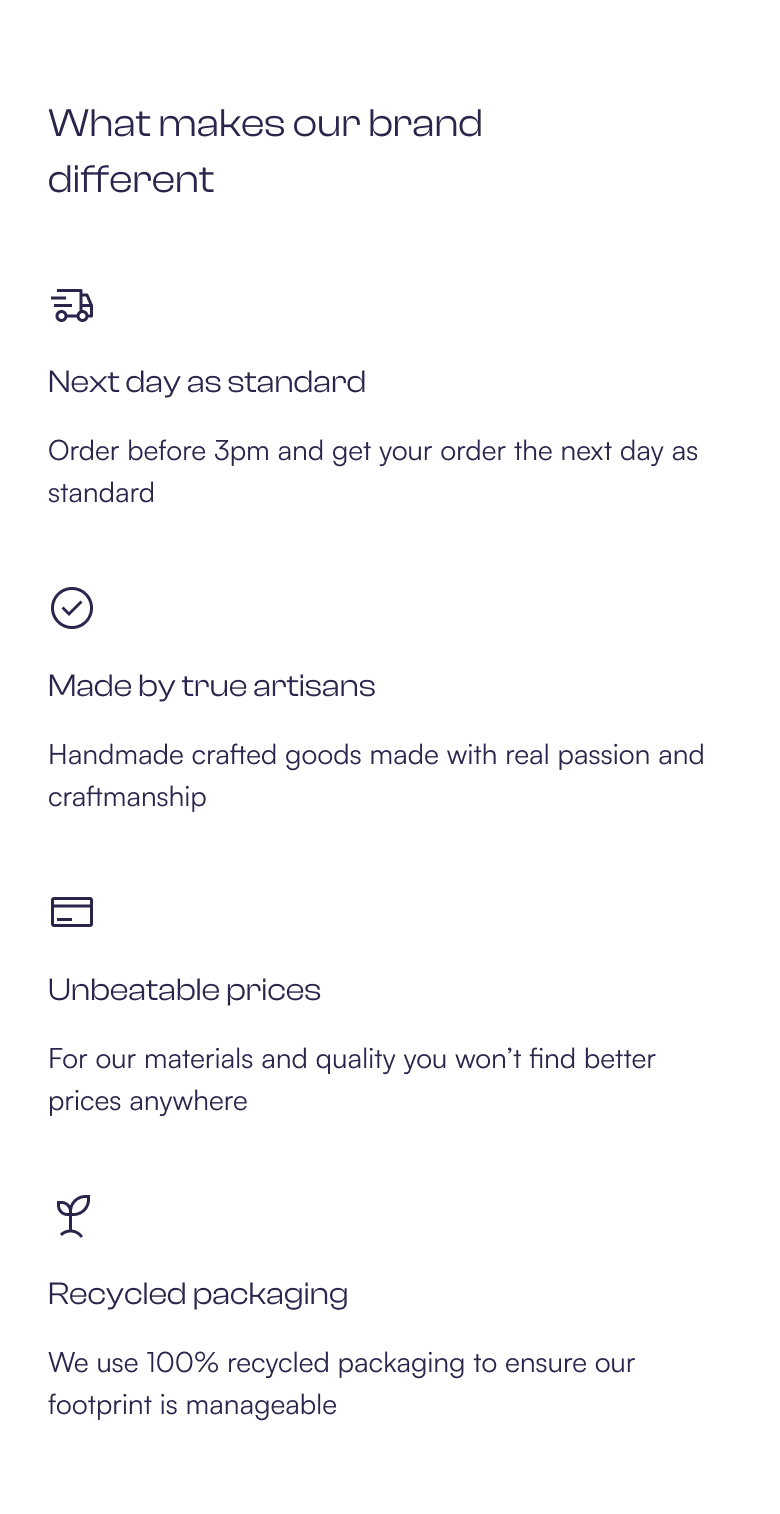 What makes our brand
different
Next day as standard
Order before 3pm and get your order the next day as
standard
Made by true artisans
Handmade crafted goods made with real passion and
craftmanship
Unbeatable prices
For our materials and quality you won’t find better
prices anywhere
Recycled packaging
We use 100% recycled packaging to ensure our
footprint is manageable